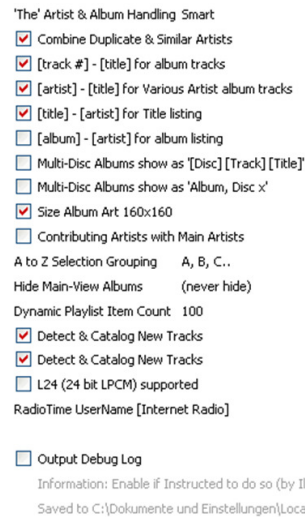 'The' Artist & Album Handling Smart
Combine Duplicate & Similar Artists
[track #] - [title] for album tracks
[artist] - [title] for Various Artist album tracks
[title] - [artist] for Title listing
[album] - [artist] for album listing
Multi-Disc Albums show as '[Disc] [Track] [Title]'
Multi-Disc Albums show as 'Album, Disc x'
Size Album Art 160x160
Contributing Artists with Main Artists
A to Z Selection Grouping A, B, C..
Hide Main-View Albums (never hide)
Dynamic Playlist Item Count 100
Detect & Catalog New Tracks
Detect & Catalog New Tracks
L24 (24 bit LPCM) supported
RadioTime UserName [Internet Radio]
Output Debug Log
Information: Enable if Instructed to do so (by
Saved to C:\Dokumente und Einstellungen\Loca